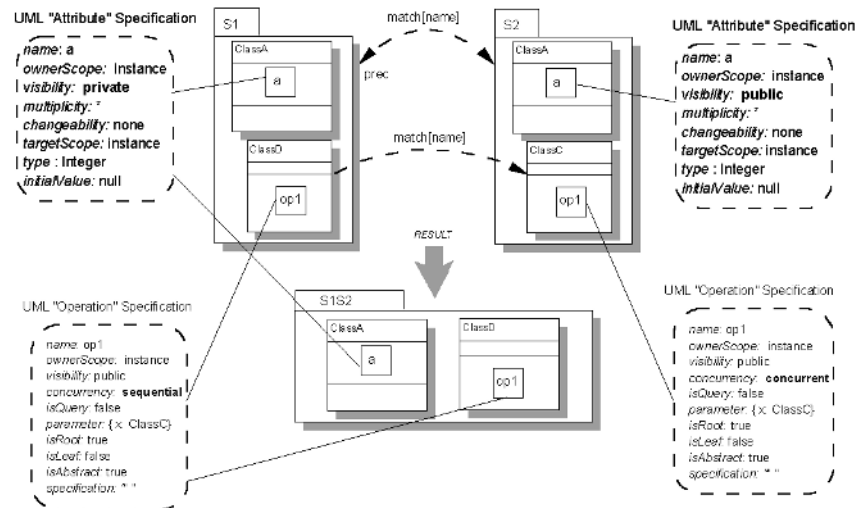 UML "Attribute" Specification
name: a
ownerScope: instance
visibility: private
multiplicity: *
changeability: none
targetScope: instance
type : Integer
initialValue: null
S1
ClassA
a
ClassD
op1
match[name]
prec
match[name]
S2
ClassA
a
ClassC
op1
UML "Attribute" Specification
name: a
ownerScope: instance
visibility: public
multiplicity: *
changeability: none
targetScope: instance
type : Integer
initialValue: null
RESULT
UML "Operation" Specification
name: op1
ownerScope: instance
visibility: public
concurrency: sequential
isQuery: false
parameter: { x: ClassC}
isRoot: true
isLeaf: false
isAbstract: true
specification: " "
S1S2
ClassA
a
ClassD
op1
UML "Operation" Specification
name: op1
ownerScope: instance
visibility: public
concurrency: concurrent
isQuery: false
parameter: { x: ClassC}
isRoot: true
isLeaf: false
isAbstract: true
specification: " "